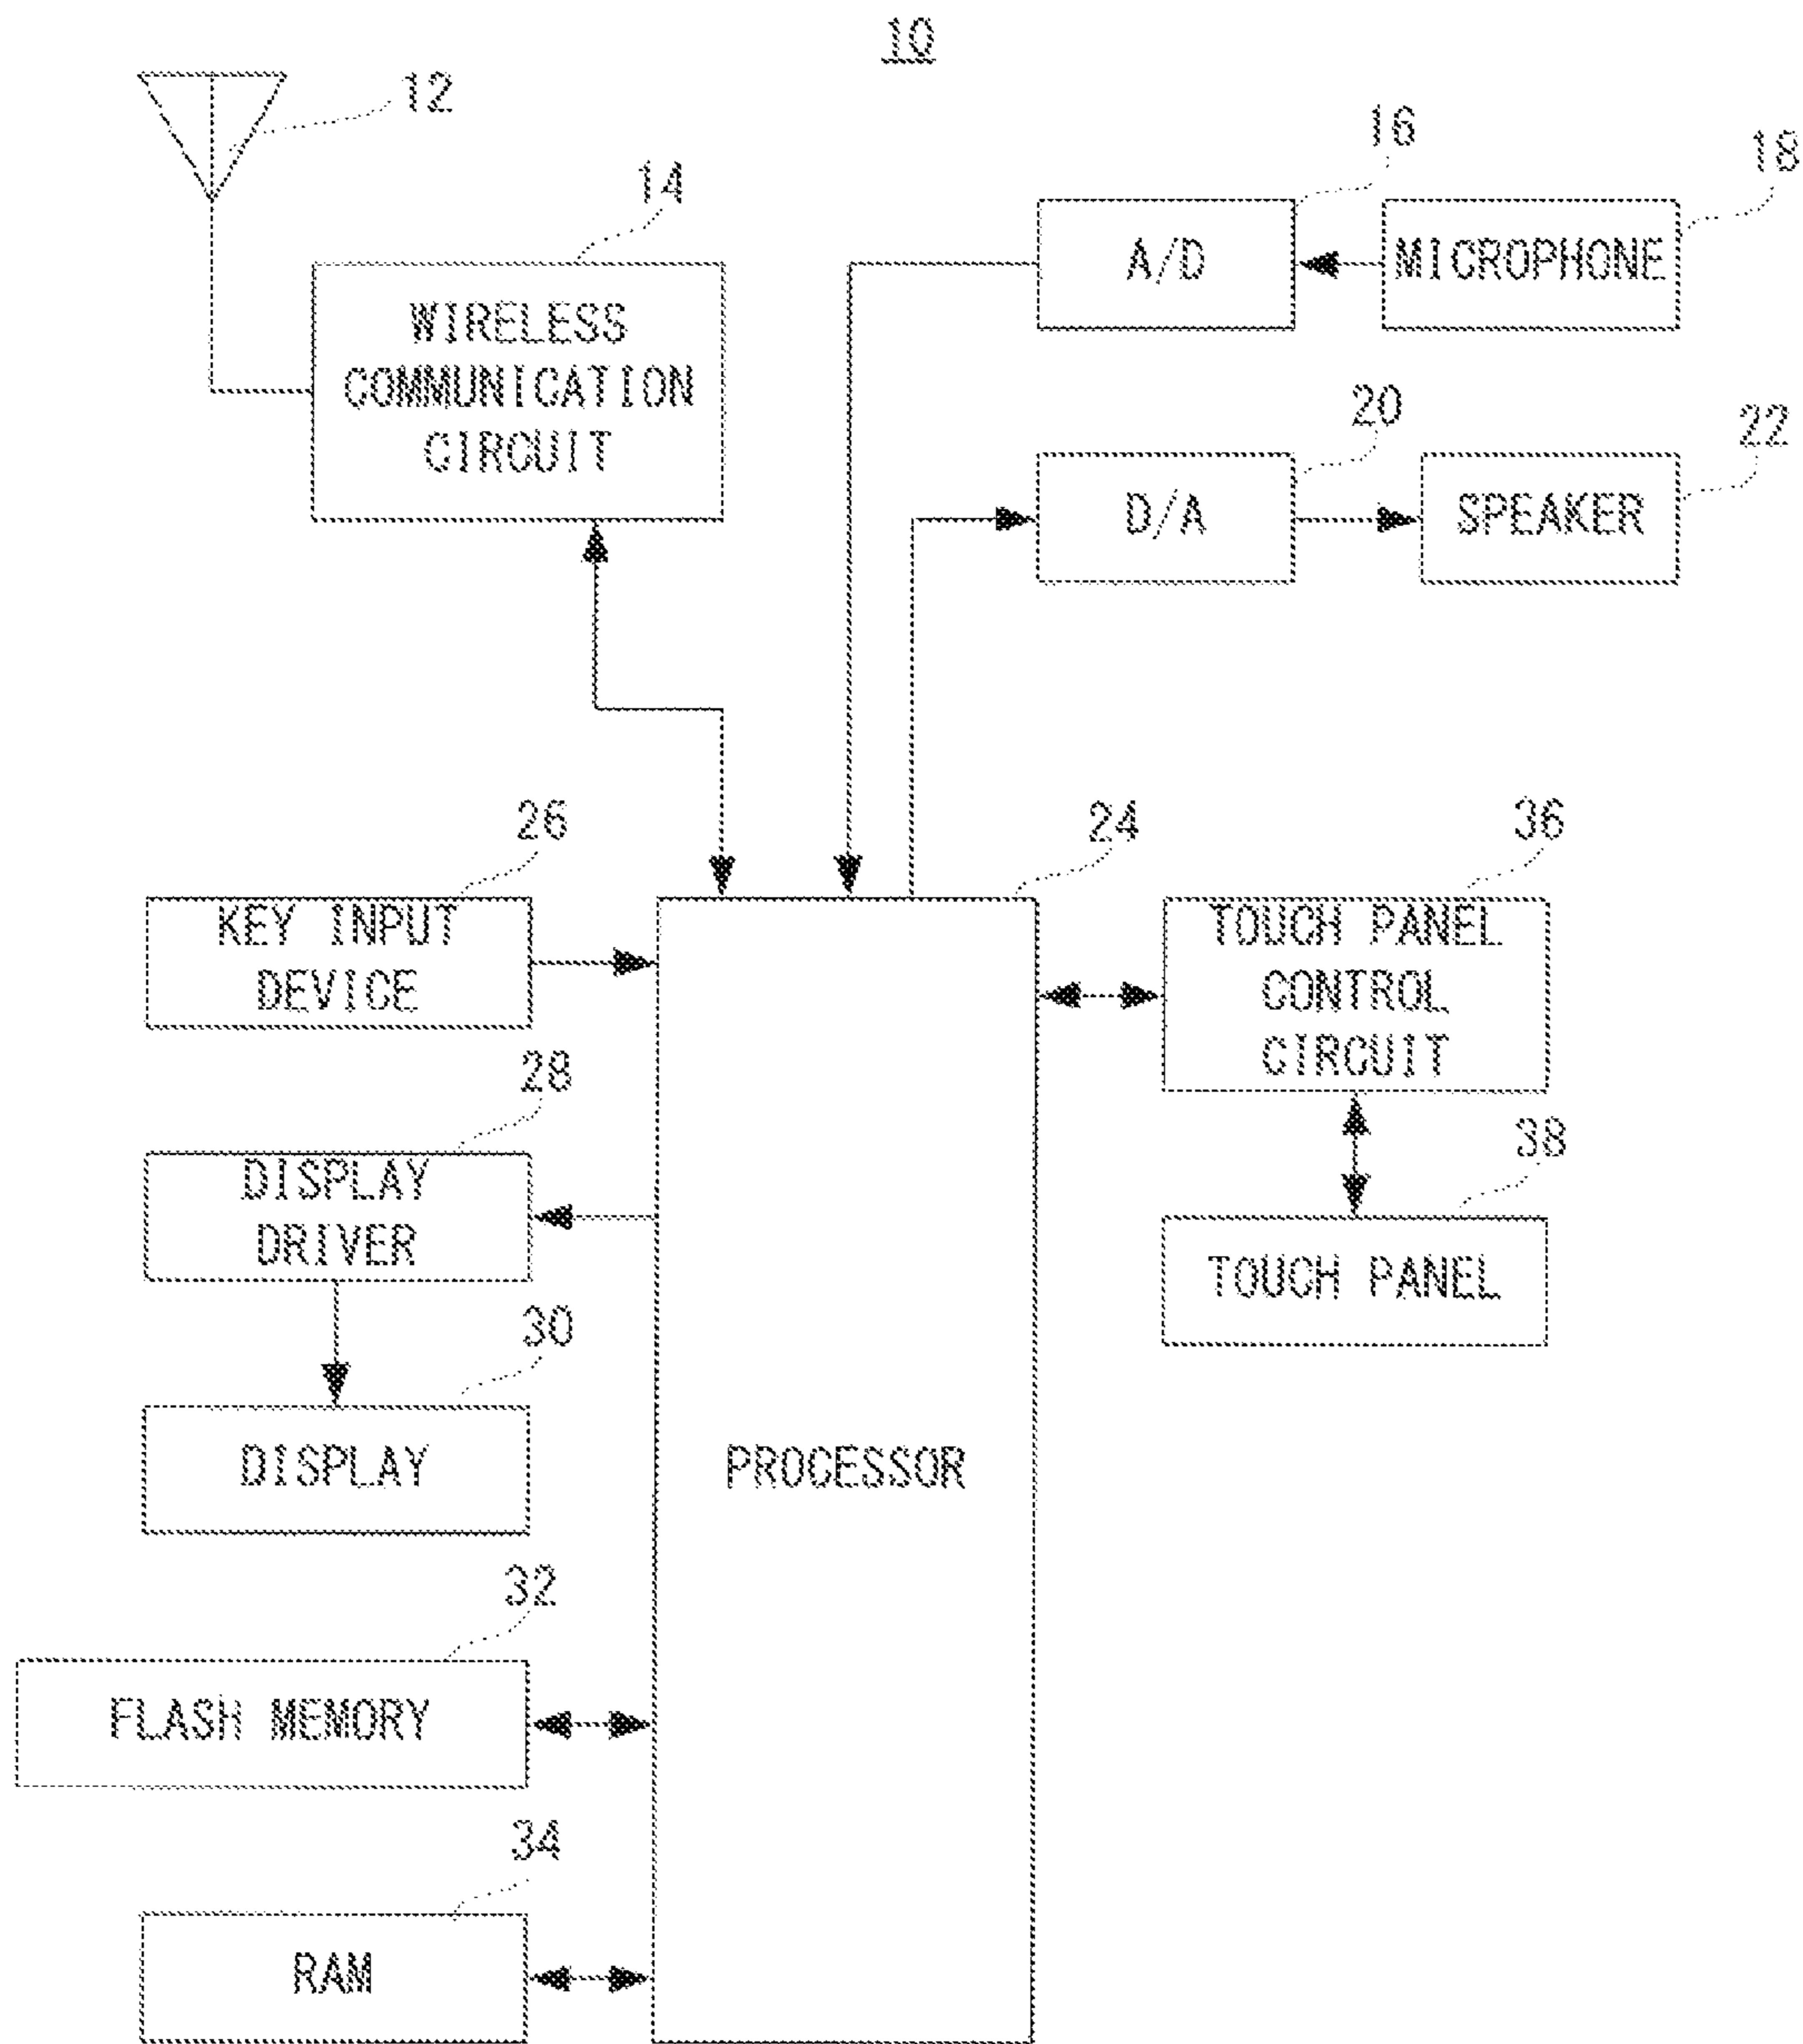 10
12
14
16
18
A/D
MICROPHONE
WIRELESS
COMMUNICATION
CIRCUIT
20
22
D/A
SPEAKER
26
24
36
KEY INPUT
DEVICE
TOUCH PANEL
CONTROL
CIRCUIT
28
38
DISPLAY
DRIVER
TOUCH PANEL
30
DISPLAY
PROCESSOR
32
FLASH MEMORY
34
RAM